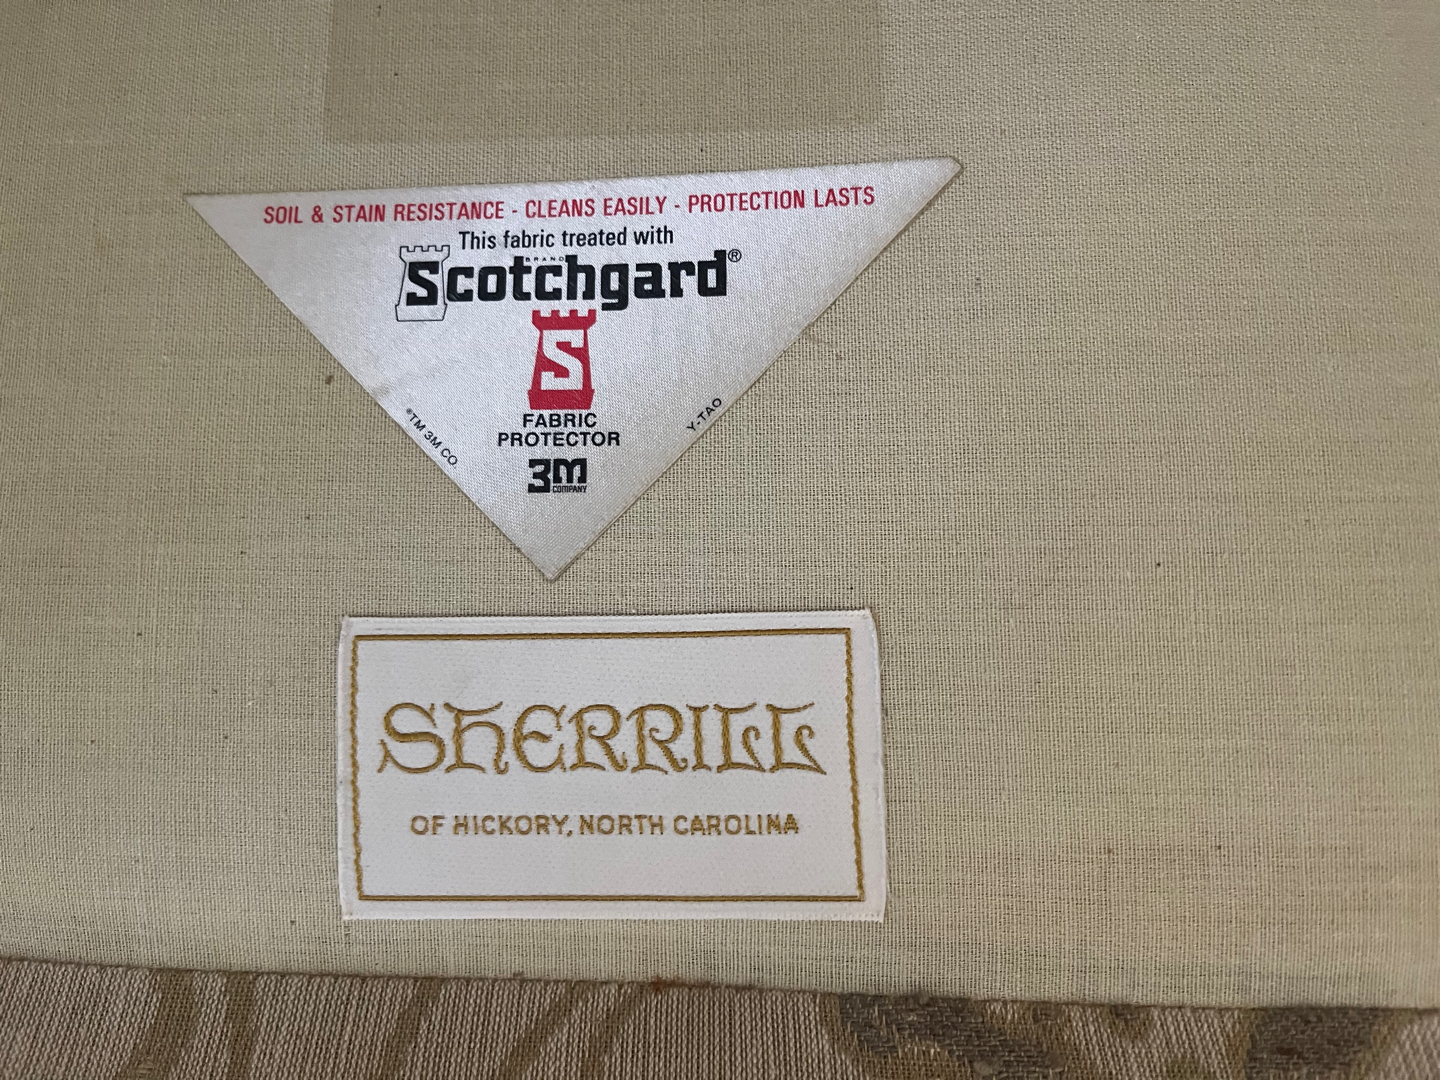 SOIL & STAIN RESISTANCE - CLEANS EASILY - PROTECTION LASTS
This fabric treated with
BRAND
Scotchgard®
S
FABRIC
PROTECTOR
3M
COMPANY
®TM 3M CO.
Y-TAO
SHERRILL
OF HICKORY, NORTH CAROLINA